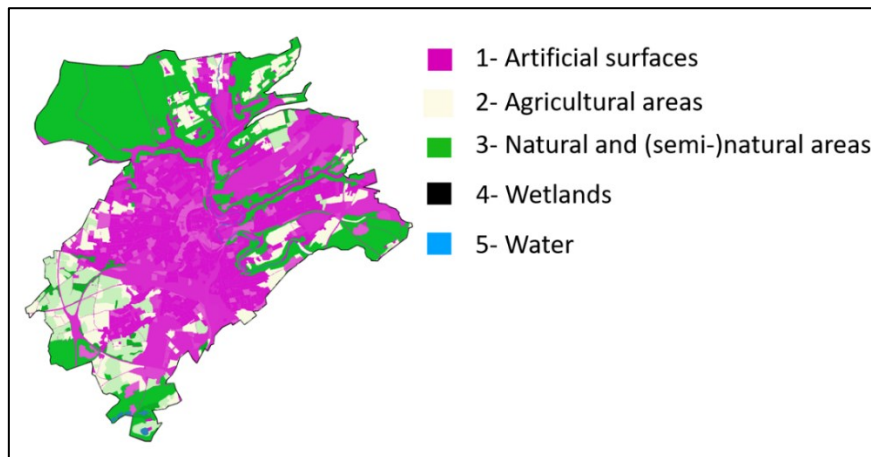 1- Artificial surfaces
2- Agricultural areas
3- Natural and (semi-)natural areas
4- Wetlands
5- Water